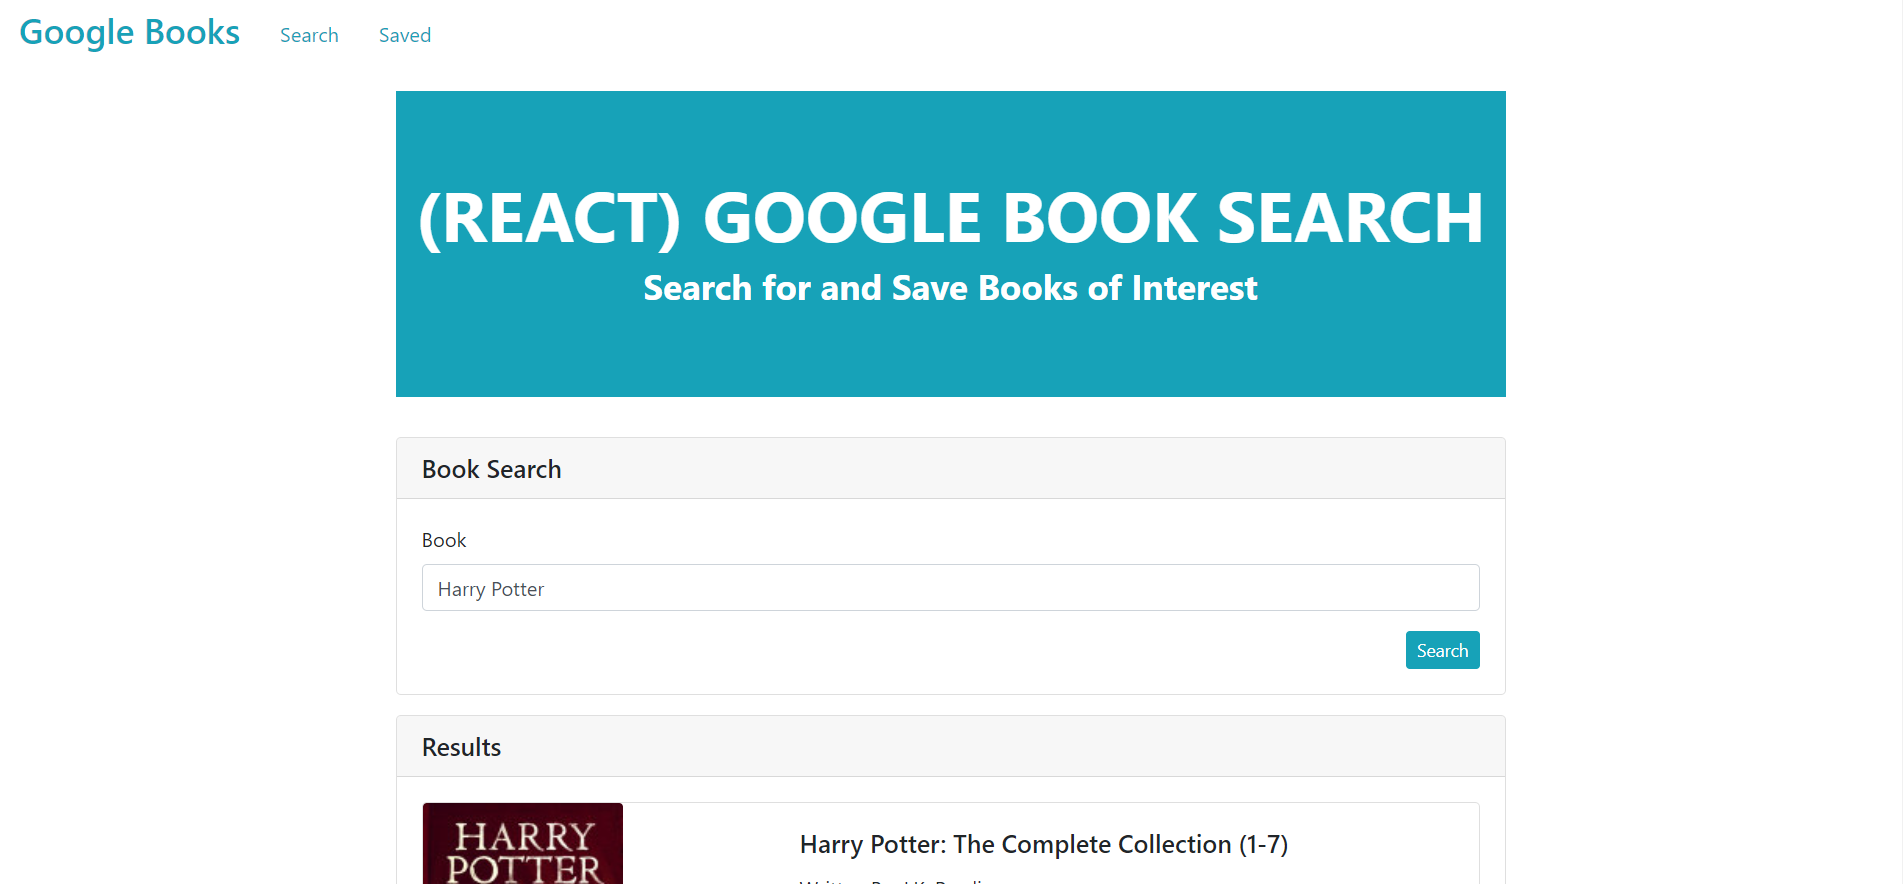 Google Books Search Saved
(REACT) GOOGLE BOOK SEARCH
Search for and Save Books of Interest
Book Search
Book
Harry Potter
Search
Results
HARRY
POTTER
Harry Potter: The Complete Collection (1-7)